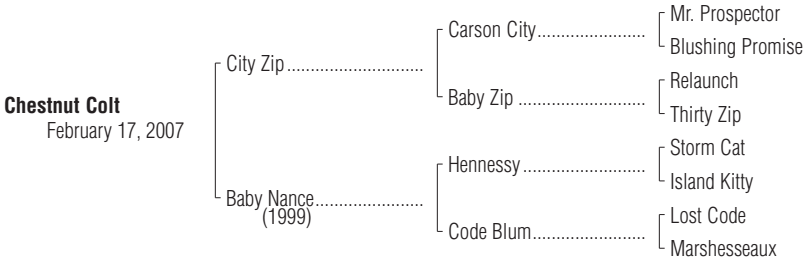 Mr. Prospector
Carson City
Blushing Promise
City Zip
Relaunch
Baby Zip
Thirty Zip
Chestnut Colt
February 17, 2007
Storm Cat
Hennessy
Island Kitty
Baby Nance
(1999)
Lost Code
Code Blum
Marshesseaux